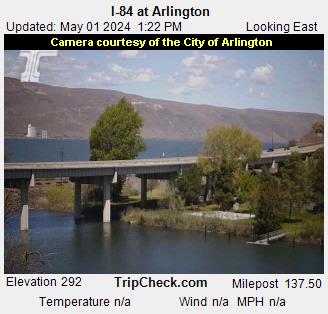 I-84 at Arlington
Updated: May 01 2024 1:22 PM Looking East
Camera courtesy of the City of Arlington
Elevation 292 TripCheck.com Milepost 137.50
Temperature n/a Wind n/a MPH n/a